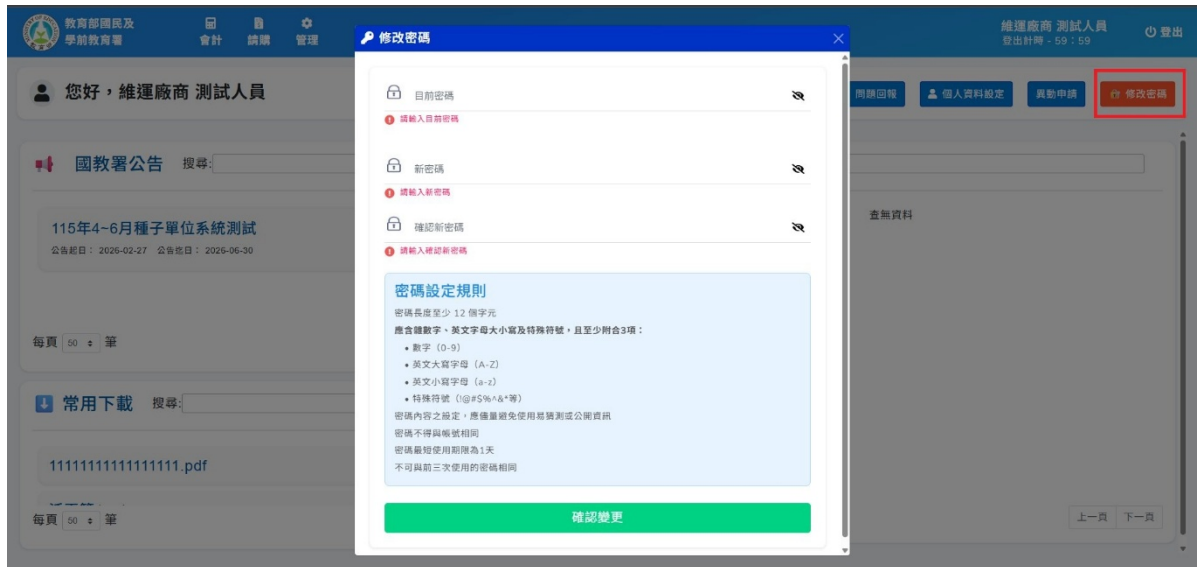 教育部國民及
學前教育署
會計
請購
管理
維運廠商 測試人員
登出計時 - 59：59
登出
修改密碼
您好，維運廠商 測試人員
問題回報
個人資料設定
異動申請
修改密碼
目前密碼
請輸入目前密碼
新密碼
請輸入新密碼
確認新密碼
請輸入確認新密碼
密碼設定規則
密碼長度至少 12 個字元
應含雜數字、英文字母大小寫及特殊符號，且至少附合3項：
• 數字（0-9）
• 英文大寫字母（A-Z）
• 英文小寫字母（a-z）
• 特殊符號（!@#$%^&*等）
密碼內容之設定，應儘量避免使用易猜測或公開資訊
密碼不得與帳號相同
密碼最短使用期限為1天
不可與前三次使用的密碼相同
確認變更
國教署公告 搜尋:
115年4~6月種子單位系統測試
公告起日： 2026-02-27 公告迄日： 2026-06-30
每頁 50 筆
查無資料
常用下載 搜尋:
11111111111111111.pdf
每頁 50 筆
上一頁 下一頁